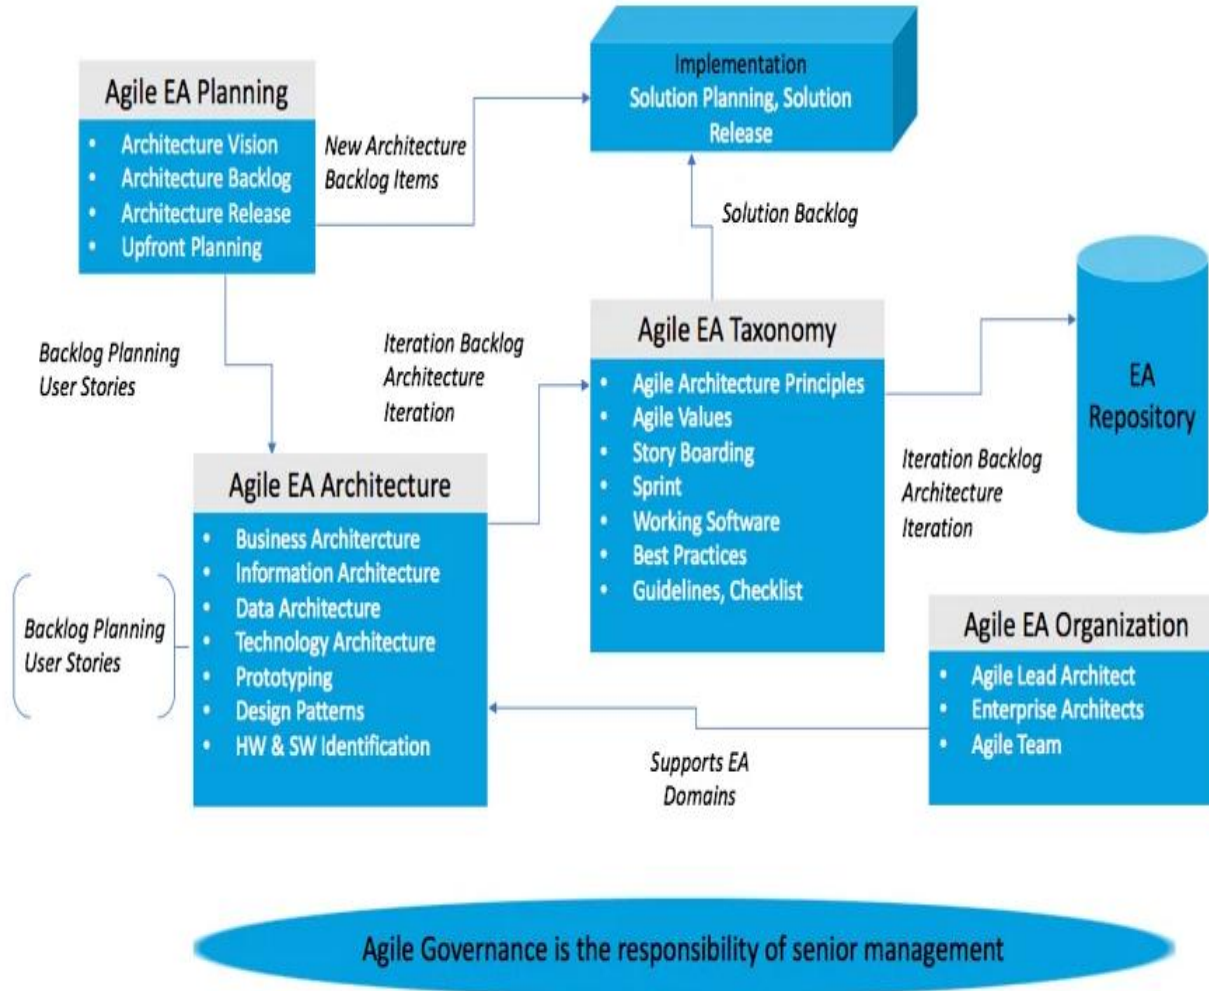 Agile EA Planning
• Architecture Vision
• Architecture Backlog
• Architecture Release
• Upfront Planning
New Architecture
Backlog Items
Implementation
Solution Planning, Solution
Release
Solution Backlog
Backlog Planning
User Stories
Iteration Backlog
Architecture
Iteration
Agile EA Taxonomy
• Agile Architecture Principles
• Agile Values
• Story Boarding
• Sprint
• Working Software
• Best Practices
• Guidelines, Checklist
EA
Repository
Iteration Backlog
Architecture
Iteration
Agile EA Architecture
• Business Architercture
• Information Architecture
• Data Architecture
• Technology Architecture
• Prototyping
• Design Patterns
• HW & SW Identification
Backlog Planning
User Stories
Agile EA Organization
• Agile Lead Architect
• Enterprise Architects
• Agile Team
Supports EA
Domains
Agile Governance is the responsibility of senior management